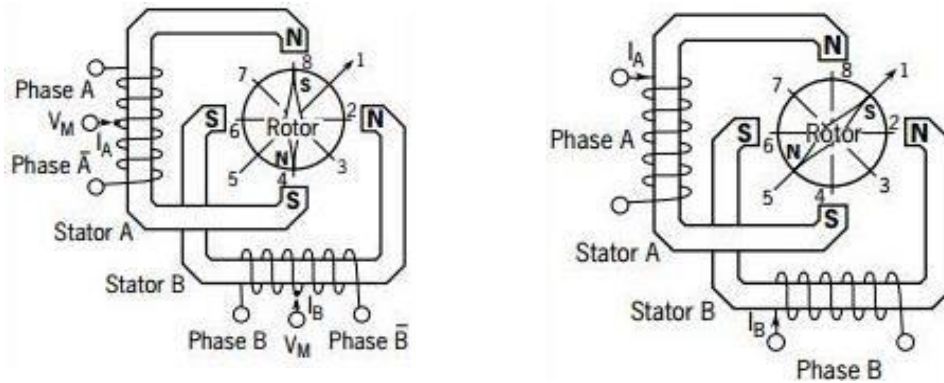 N
8
1
7
S
Phase A
2
N
S
V_M
6
Rotor
I_A
Phase Ā
N
5
4
3
S
Stator A
Stator B
I_B
Phase B
V_M
Phase B̄
N
I_A
8
1
7
S
Phase A
2
N
S
6
Rotor
N
5
4
3
S
Stator A
Stator B
I_B
Phase B